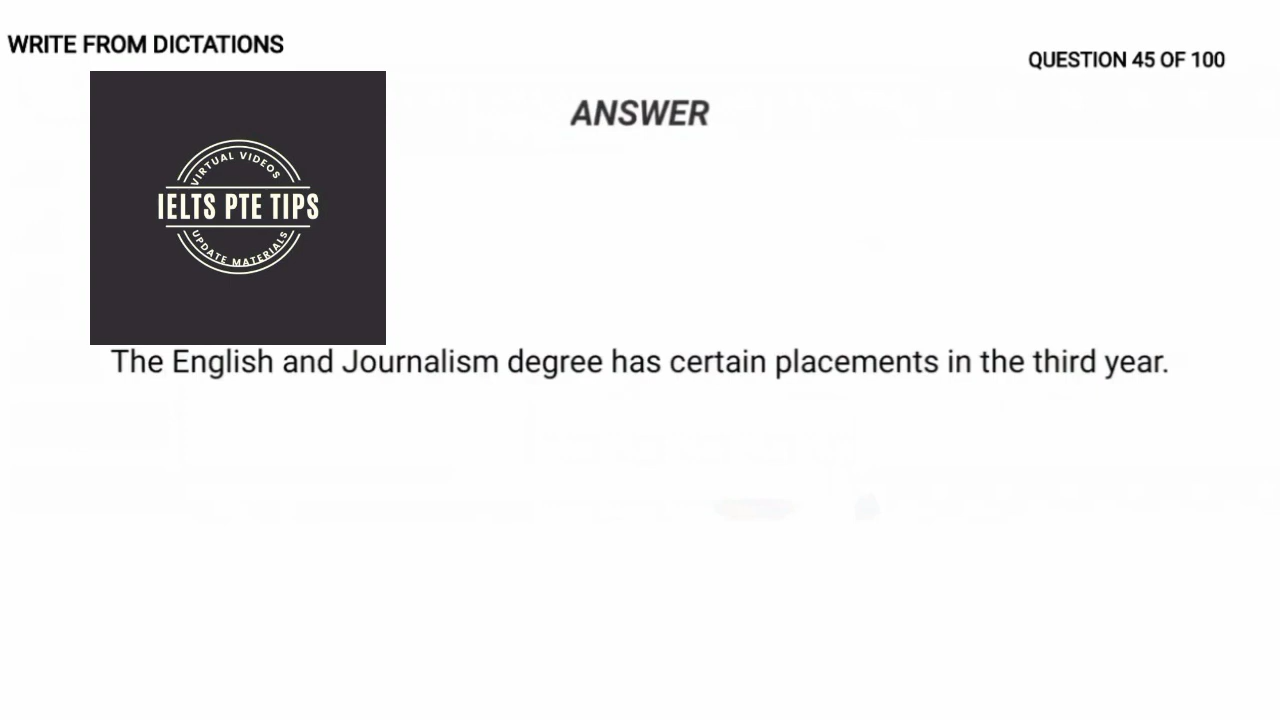 WRITE FROM DICTATIONS
QUESTION 45 OF 100
ANSWER
VIRTUAL VIDEOS
IELTS PTE TIPS
UPDATE MATERIALS
The English and Journalism degree has certain placements in the third year.